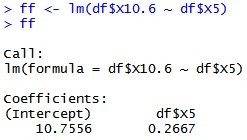 > ff <- lm(df$X10.6 ~ df$X5)
> ff
Call:
lm(formula = df$X10.6 ~ df$X5)
Coefficients:
(Intercept)        df$X5
    10.7556       0.2667